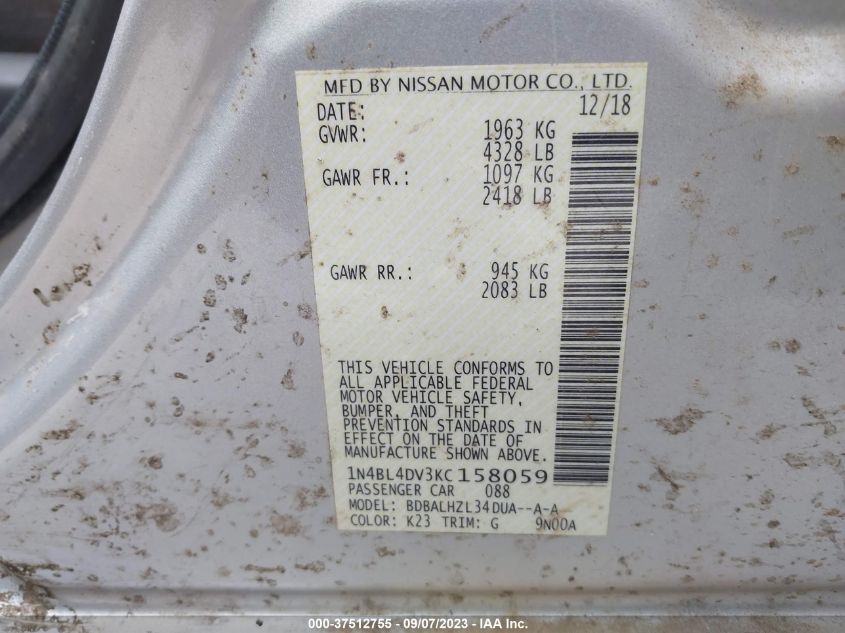 MFD BY NISSAN MOTOR CO., LTD.
DATE: 12/18
GVWR: 1963 KG
4328 LB
GAWR FR.: 1097 KG
2418 LB
GAWR RR.: 945 KG
2083 LB
THIS VEHICLE CONFORMS TO
ALL APPLICABLE FEDERAL
MOTOR VEHICLE SAFETY,
BUMPER, AND THEFT
PREVENTION STANDARDS IN
EFFECT ON THE DATE OF
MANUFACTURE SHOWN ABOVE.
1N4BL4DV3KC158059
PASSENGER CAR 088
MODEL: BDBALHZL34DUA--A-A
COLOR: K23 TRIM: G 9N00A
000-37512755 - 09/07/2023 - IAAI Inc.